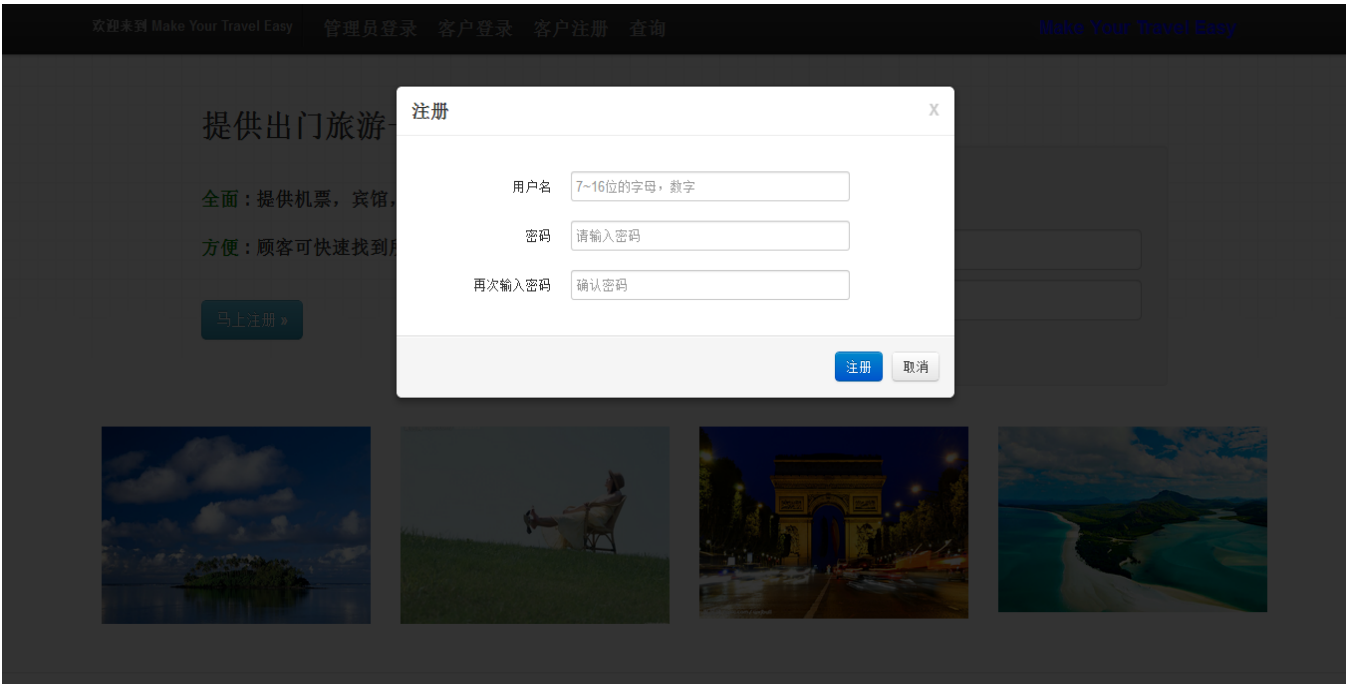 欢迎来到 Make Your Travel Easy 管理员登录 客户登录 客户注册 查询 Make Your Travel Easy
注册 X
提供出门旅游
用户名 7~16位的字母，数字
全面：提供机票，宾馆，
密码 请输入密码
方便：顾客可快速找到
再次输入密码 确认密码
马上注册 »
注册 取消